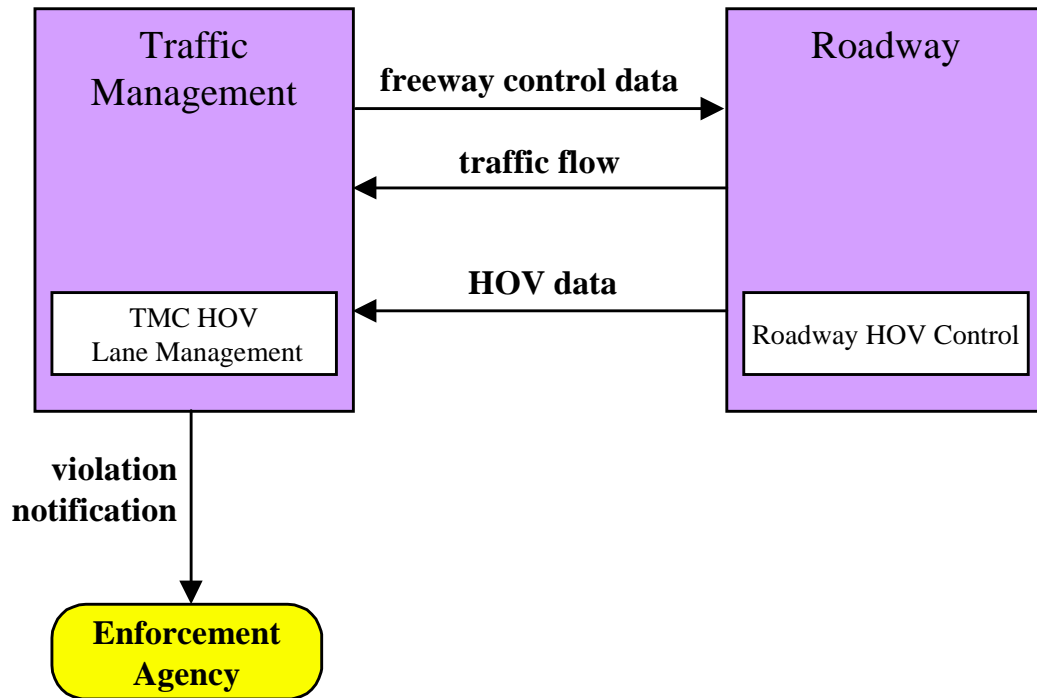 Traffic
Management
Roadway
freeway control data
traffic flow
HOV data
TMC HOV
Lane Management
Roadway HOV Control
violation
notification
Enforcement
Agency